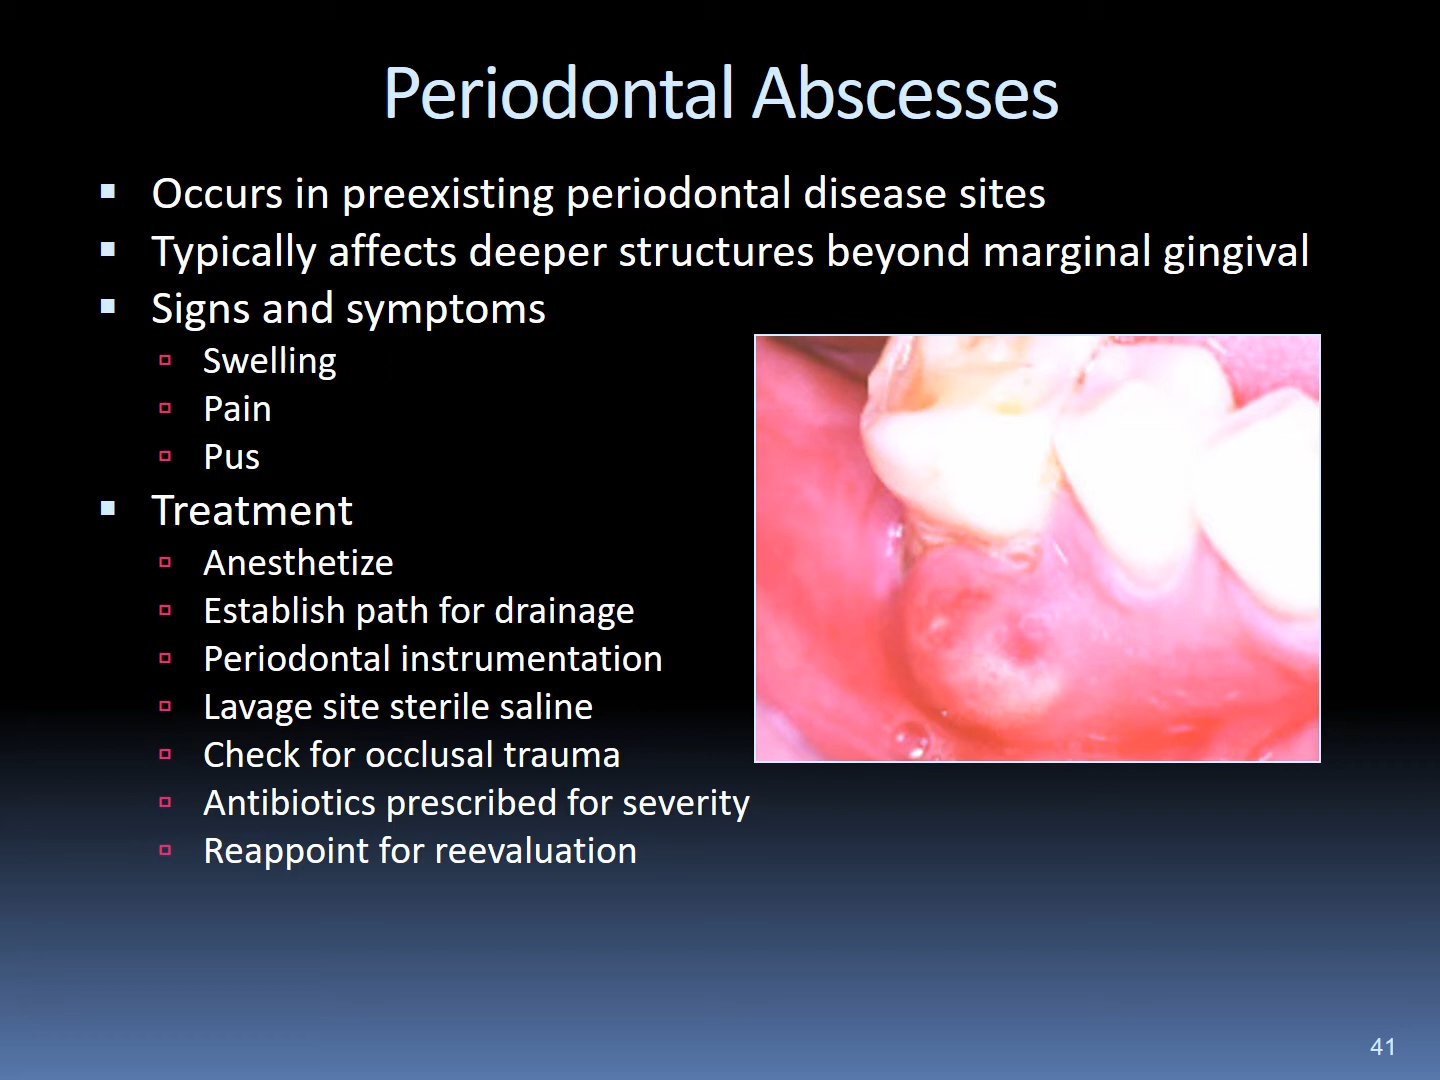 Periodontal Abscesses
Occurs in preexisting periodontal disease sites
Typically affects deeper structures beyond marginal gingival
Signs and symptoms
Swelling
Pain
Pus
Treatment
Anesthetize
Establish path for drainage
Periodontal instrumentation
Lavage site sterile saline
Check for occlusal trauma
Antibiotics prescribed for severity
Reappoint for reevaluation
41